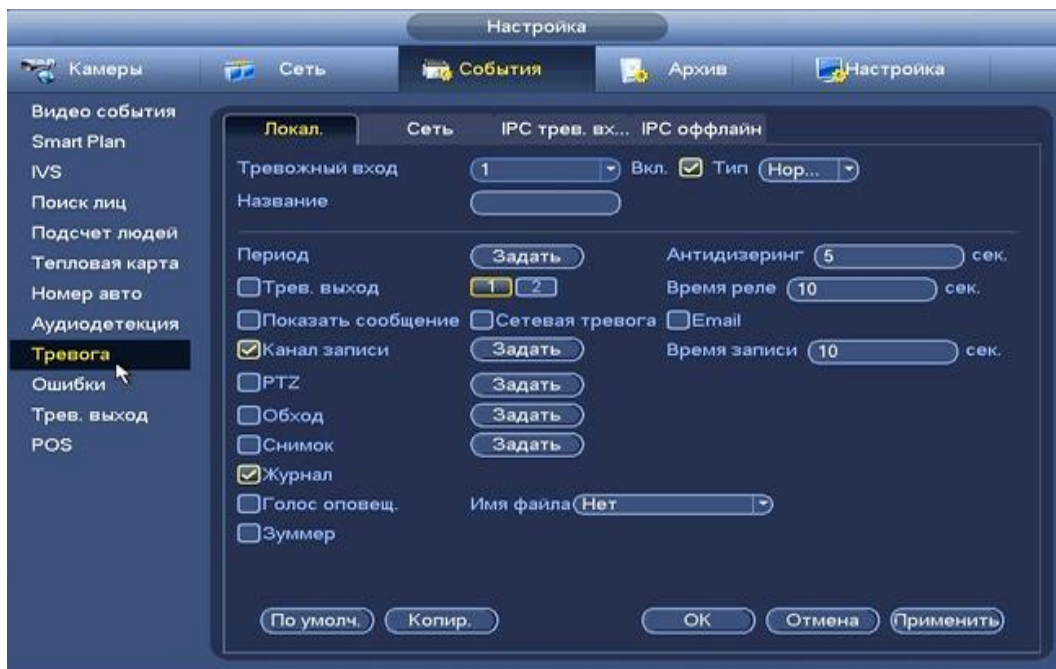 Настройка
Камеры Сеть События Архив Настройка
Видео события
Smart Plan
IVS
Поиск лиц
Подсчет людей
Тепловая карта
Номер авто
Аудиодетекция
Тревога
Ошибки
Трев. выход
POS
Локал. Сеть IPC трев. вх... IPC оффлайн
Тревожный вход 1 Вкл. Тип Нор...
Название
Период Задать Антидизеринг 5 сек.
Трев. выход 1 2 Время реле 10 сек.
Показать сообщение Сетевая тревога Email
Канал записи Задать Время записи 10 сек.
PTZ Задать
Обход Задать
Снимок Задать
Журнал
Голос оповещ. Имя файла Нет
Зуммер
По умолч. Копир. OK Отмена Применить